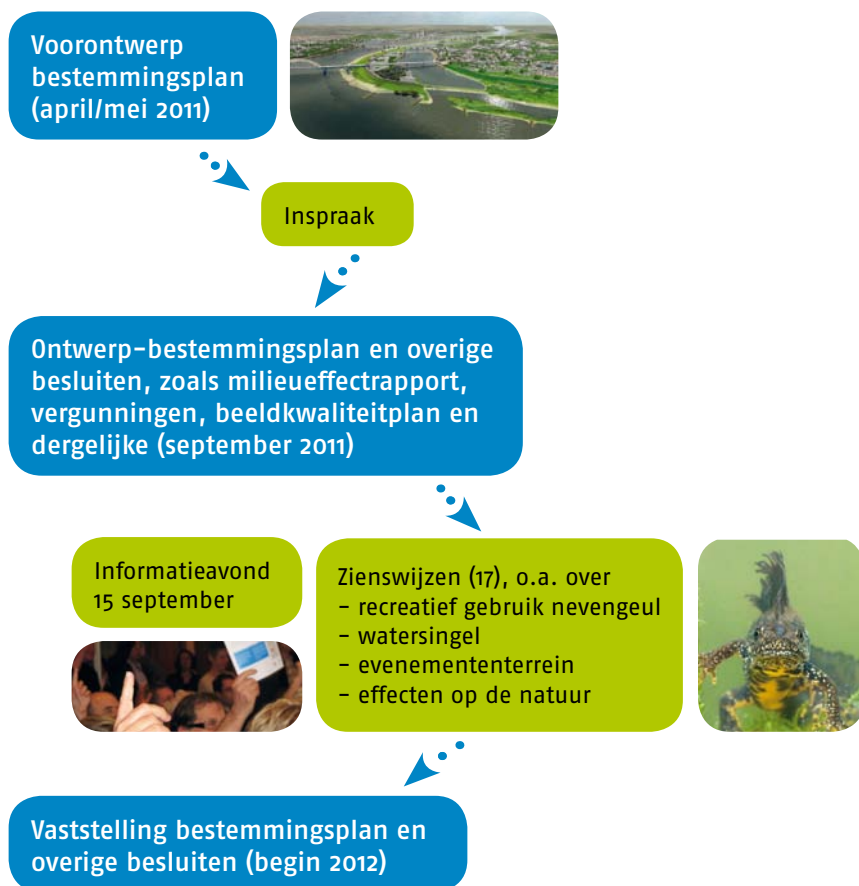 Voorontwerp
bestemmingsplan
(april/mei 2011)
Inspraak
Ontwerp-bestemmingsplan en overige
besluiten, zoals milieueffectrapport,
vergunningen, beeldkwaliteitplan en
dergelijke (september 2011)
Informatieavond
15 september
Zienswijzen (17), o.a. over
- recreatief gebruik nevengeul
- watersingel
- evenemententerrein
- effecten op de natuur
Vaststelling bestemmingsplan en
overige besluiten (begin 2012)